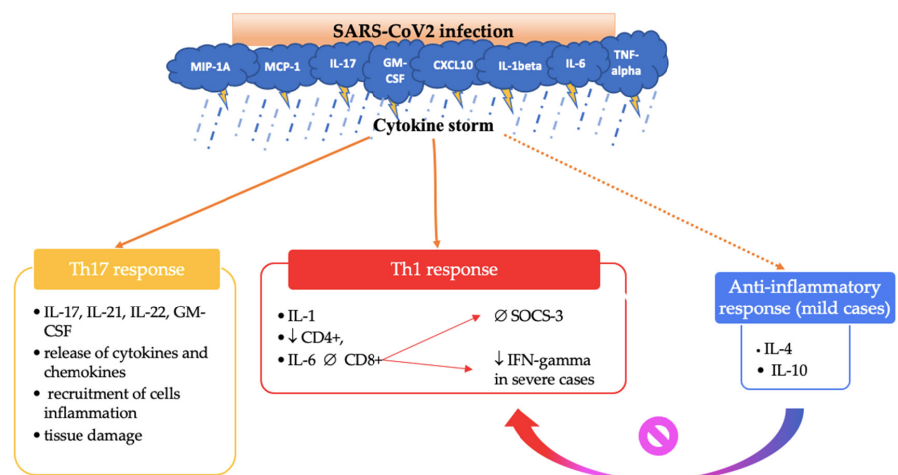 SARS-CoV2 infection
MIP-1A
MCP-1
IL-17
GM-
CSF
CXCL10
IL-1beta
IL-6
TNF-
alpha
Cytokine storm
Th17 response
• IL-17, IL-21, IL-22, GM-
CSF
• release of cytokines and
chemokines
• recruitment of cells
inflammation
• tissue damage
Th1 response
• IL-1
• ↓ CD4+,
• IL-6 ∅ CD8+
∅ SOCS-3
↓ IFN-gamma
in severe cases
Anti-inflammatory
response (mild cases)
• IL-4
• IL-10